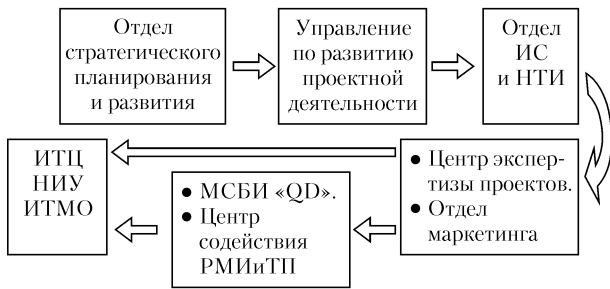 Отдел
стратегического
планирования
и развития
Управление
по развитию
проектной
деятельности
Отдел
ИС
и НТИ
● Центр экспер-
тизы проектов.
● Отдел
маркетинга
● МСБИ «QD».
● Центр
содействия
РМИиТП
ИТЦ
НИУ
ИТМО